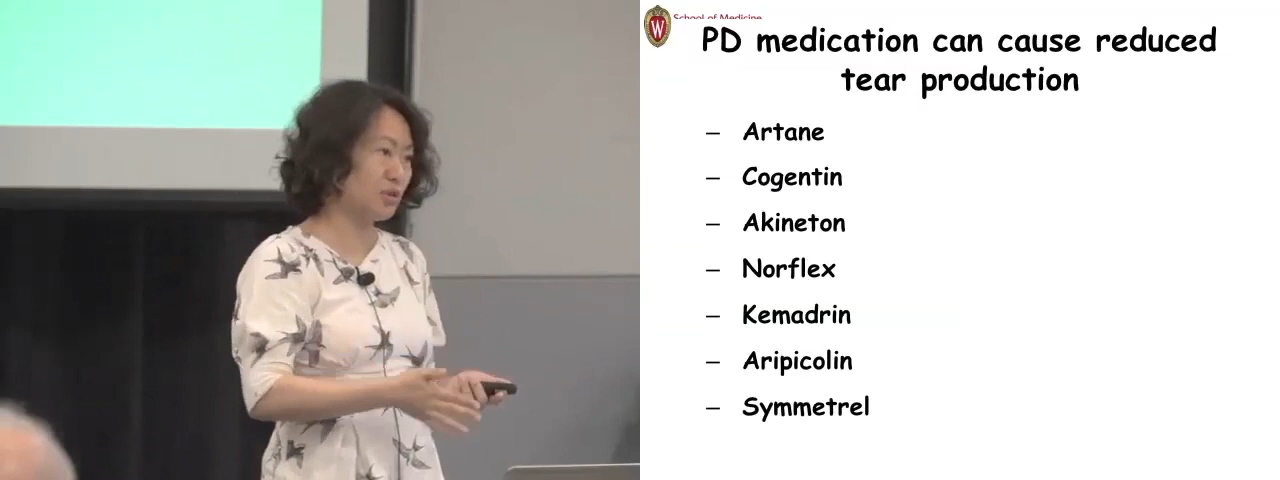 W
School of Medicine
PD medication can cause reduced
tear production
– Artane
– Cogentin
– Akineton
– Norflex
– Kemadrin
– Aripicolin
– Symmetrel